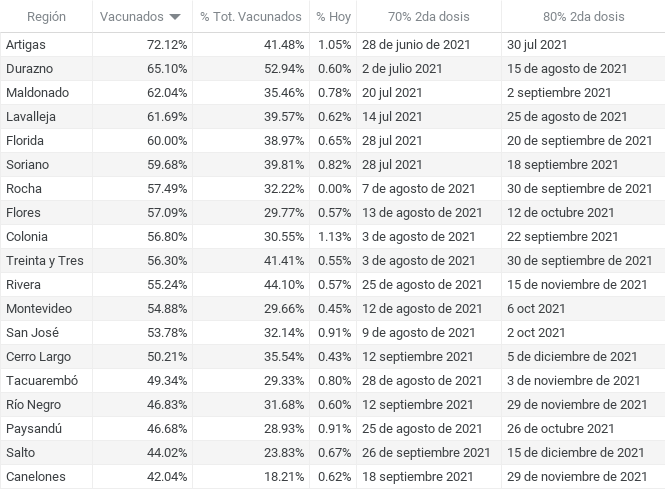 Región Vacunados % Tot. Vacunados % Hoy 70% 2da dosis 80% 2da dosis
Artigas 72.12% 41.48% 1.05% 28 de junio de 2021 30 jul 2021
Durazno 65.10% 52.94% 0.60% 2 de julio 2021 15 de agosto de 2021
Maldonado 62.04% 35.46% 0.78% 20 jul 2021 2 septiembre 2021
Lavalleja 61.69% 39.57% 0.62% 14 jul 2021 25 de agosto de 2021
Florida 60.00% 38.97% 0.65% 28 jul 2021 20 de septiembre de 2021
Soriano 59.68% 39.81% 0.82% 28 jul 2021 18 septiembre 2021
Rocha 57.49% 32.22% 0.00% 7 de agosto de 2021 30 de septiembre de 2021
Flores 57.09% 29.77% 0.57% 13 de agosto de 2021 12 de octubre 2021
Colonia 56.80% 30.55% 1.13% 3 de agosto de 2021 22 septiembre 2021
Treinta y Tres 56.30% 41.41% 0.55% 3 de agosto de 2021 30 de septiembre de 2021
Rivera 55.24% 44.10% 0.57% 25 de agosto de 2021 15 de noviembre de 2021
Montevideo 54.88% 29.66% 0.45% 12 de agosto de 2021 6 oct 2021
San José 53.78% 32.14% 0.91% 9 de agosto de 2021 2 oct 2021
Cerro Largo 50.21% 35.54% 0.43% 12 septiembre 2021 5 de diciembre de 2021
Tacuarembó 49.34% 29.33% 0.80% 28 de agosto de 2021 3 de noviembre de 2021
Río Negro 46.83% 31.68% 0.60% 12 septiembre 2021 29 de noviembre de 2021
Paysandú 46.68% 28.93% 0.91% 25 de agosto de 2021 26 de octubre 2021
Salto 44.02% 23.83% 0.67% 26 de septiembre 2021 15 de diciembre de 2021
Canelones 42.04% 18.21% 0.62% 18 septiembre 2021 29 de noviembre de 2021